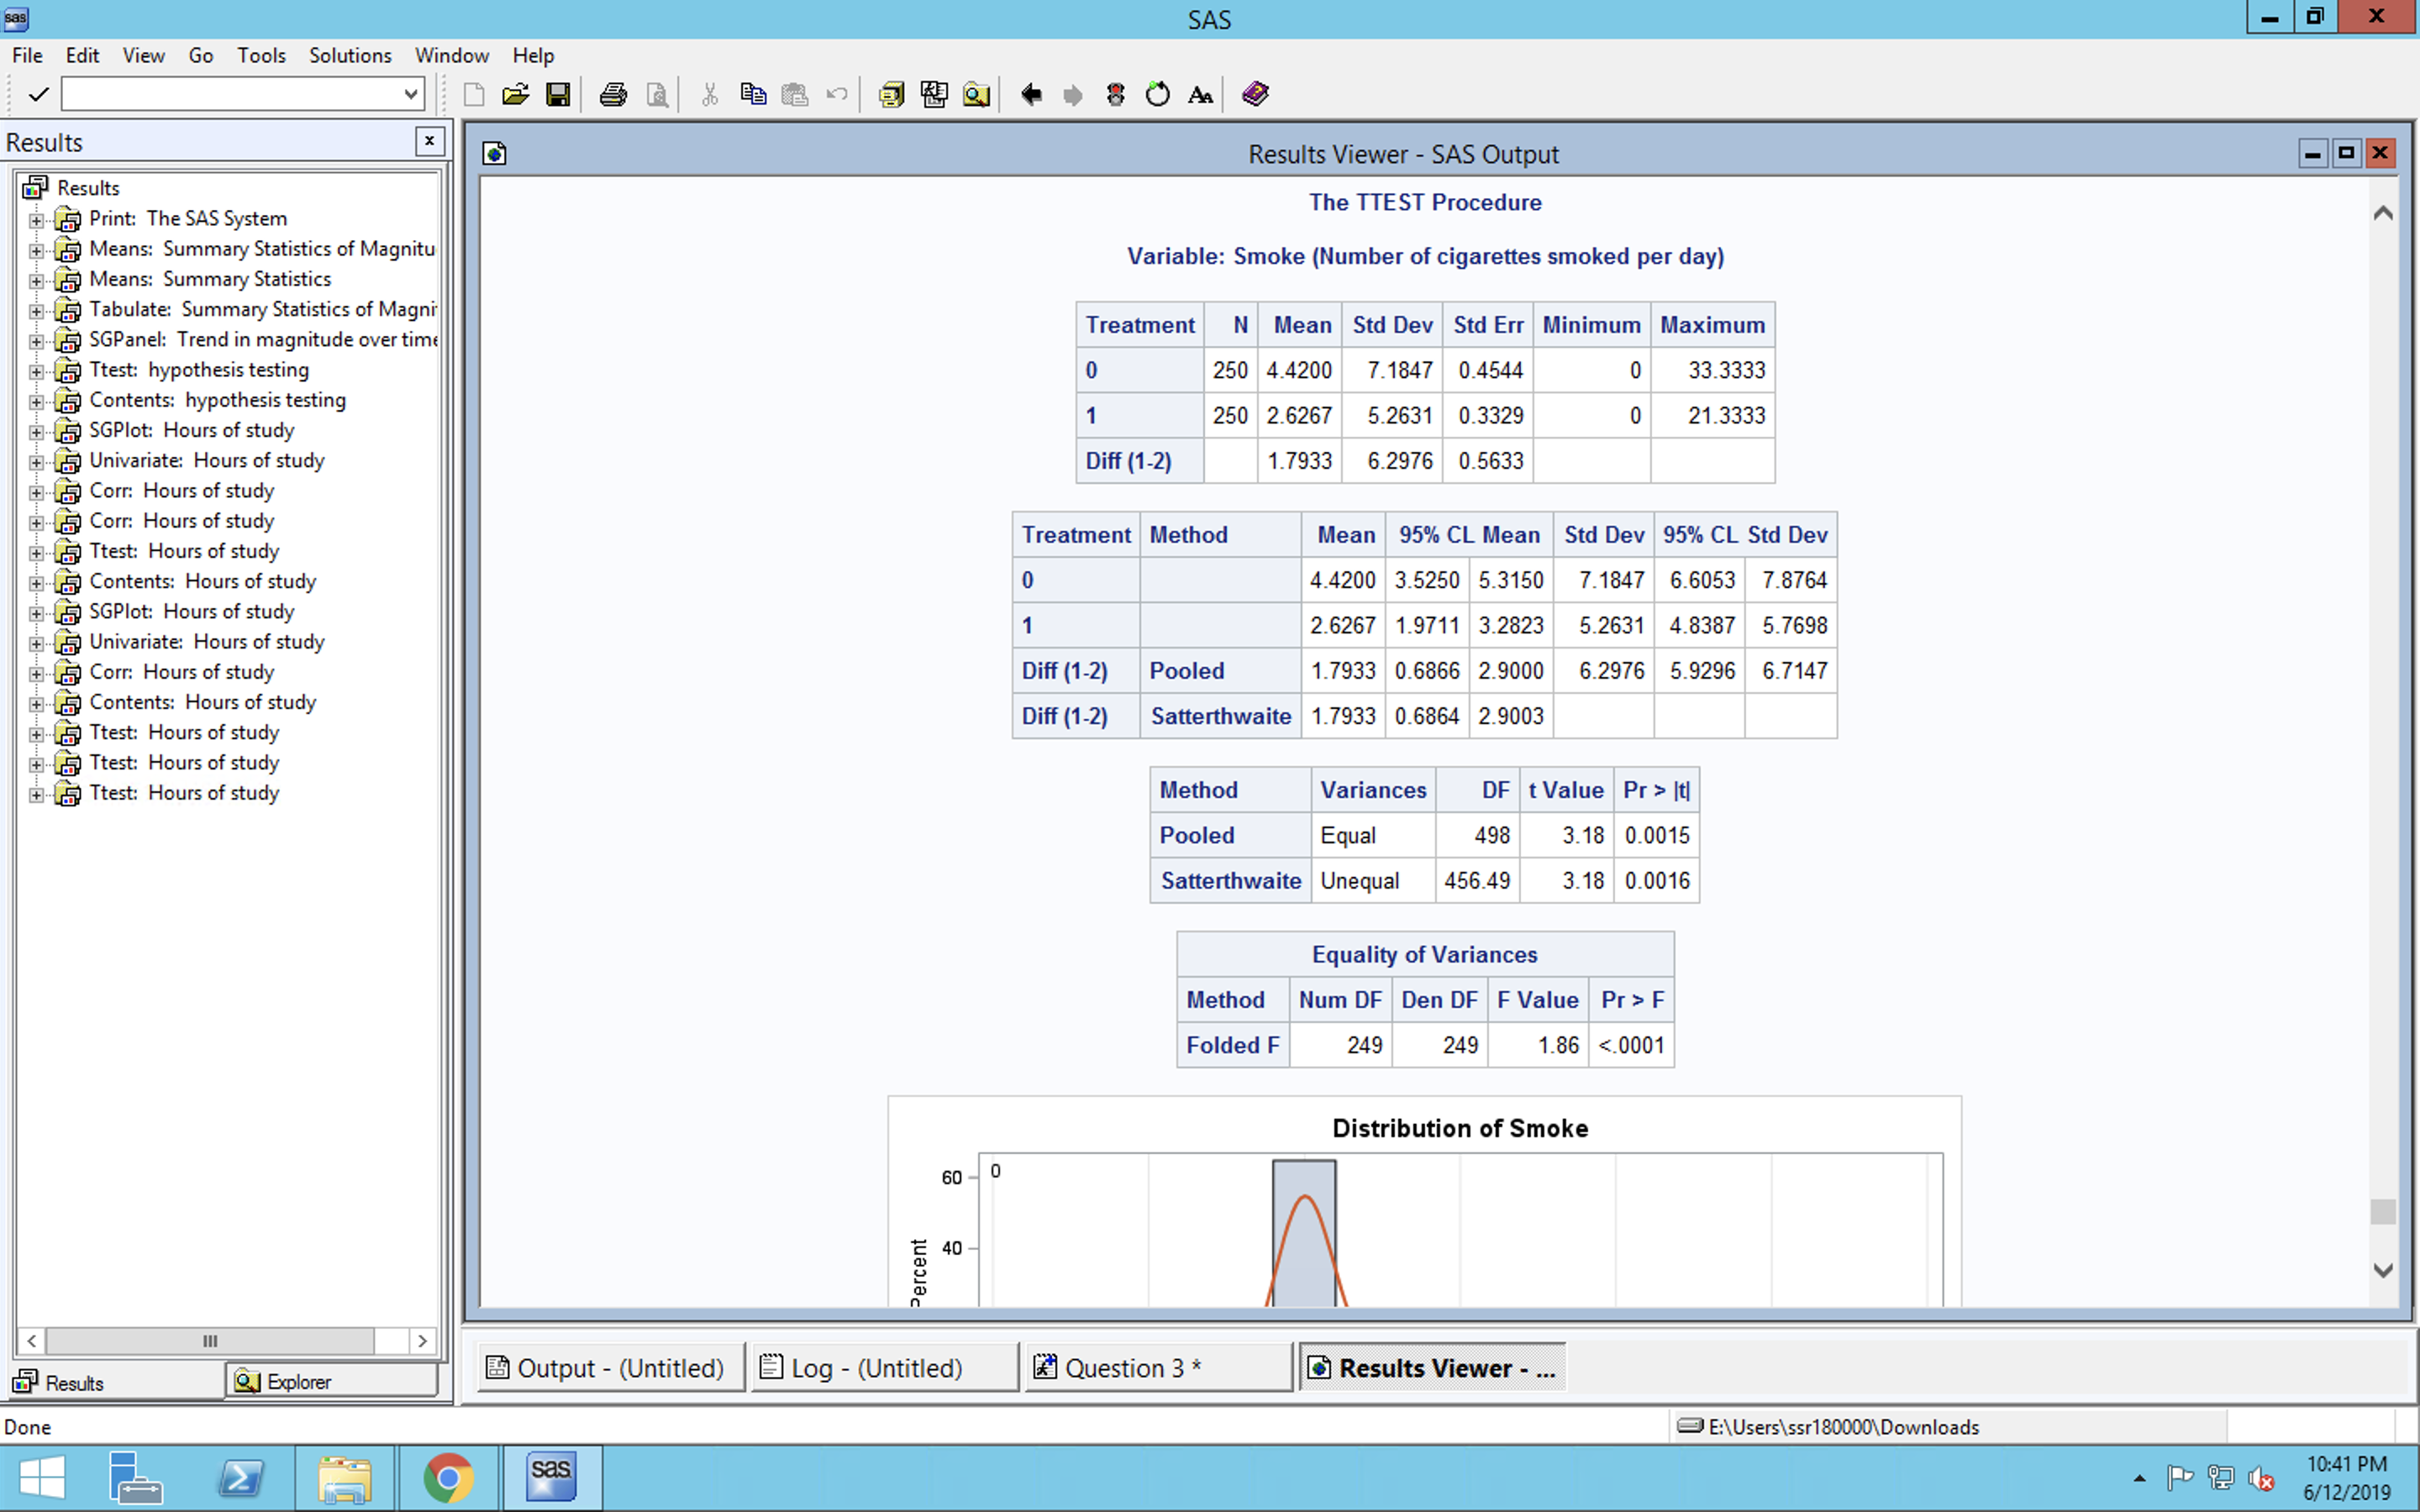 sas SAS
File Edit View Go Tools Solutions Window Help
Results
Results
Print: The SAS System
Means: Summary Statistics of Magnitu
Means: Summary Statistics
Tabulate: Summary Statistics of Magni
SGPanel: Trend in magnitude over time
Ttest: hypothesis testing
Contents: hypothesis testing
SGPlot: Hours of study
Univariate: Hours of study
Corr: Hours of study
Corr: Hours of study
Ttest: Hours of study
Contents: Hours of study
SGPlot: Hours of study
Univariate: Hours of study
Corr: Hours of study
Contents: Hours of study
Ttest: Hours of study
Ttest: Hours of study
Ttest: Hours of study
Results Explorer
Results Viewer - SAS Output
The TTEST Procedure
Variable: Smoke (Number of cigarettes smoked per day)
Treatment N Mean Std Dev Std Err Minimum Maximum
0 250 4.4200 7.1847 0.4544 0 33.3333
1 250 2.6267 5.2631 0.3329 0 21.3333
Diff (1-2) 1.7933 6.2976 0.5633
Treatment Method Mean 95% CL Mean Std Dev 95% CL Std Dev
0 4.4200 3.5250 5.3150 7.1847 6.6053 7.8764
1 2.6267 1.9711 3.2823 5.2631 4.8387 5.7698
Diff (1-2) Pooled 1.7933 0.6866 2.9000 6.2976 5.9296 6.7147
Diff (1-2) Satterthwaite 1.7933 0.6864 2.9003
Method Variances DF t Value Pr > |t|
Pooled Equal 498 3.18 0.0015
Satterthwaite Unequal 456.49 3.18 0.0016
Equality of Variances
Method Num DF Den DF F Value Pr > F
Folded F 249 249 1.86 <.0001
Distribution of Smoke
60 0
40
Percent
Output - (Untitled) Log - (Untitled) Question 3 * Results Viewer - ...
Done E:\Users\ssr180000\Downloads
sas 10:41 PM
6/12/2019